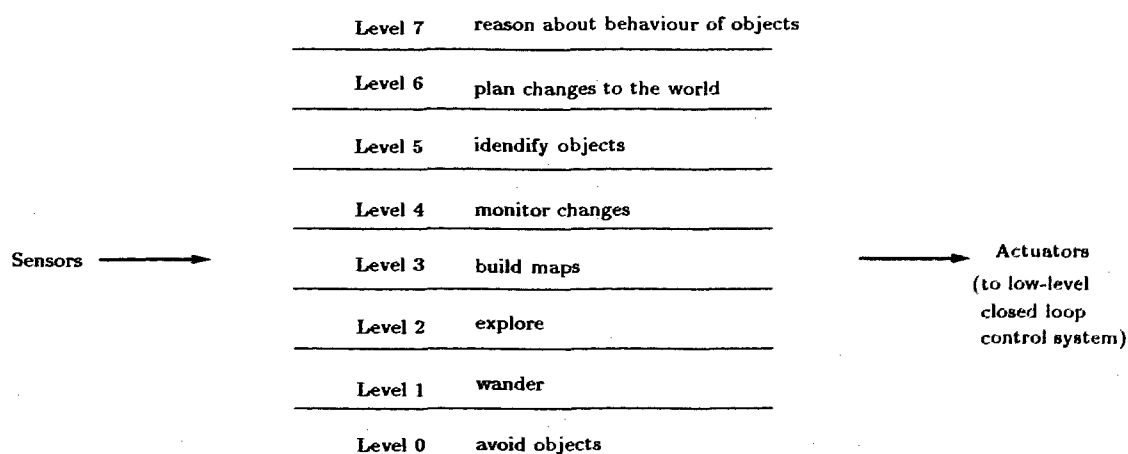 Level 7 reason about behaviour of objects
Level 6 plan changes to the world
Level 5 idendify objects
Level 4 monitor changes
Sensors
Level 3 build maps
Actuators
(to low-level
closed loop
control system)
Level 2 explore
Level 1 wander
Level 0 avoid objects